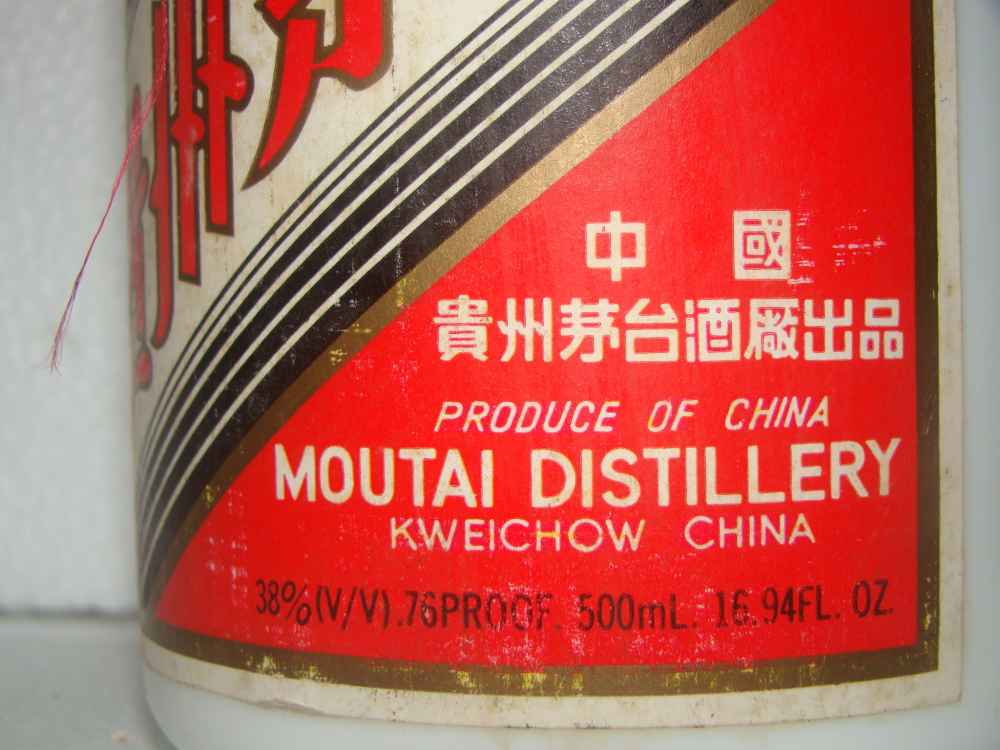 中國
貴州茅台酒厰出品
PRODUCE OF CHINA
MOUTAI DISTILLERY
KWEICHOW CHINA
38%(V/V).76PROOF. 500mL. 16.94FL. OZ.